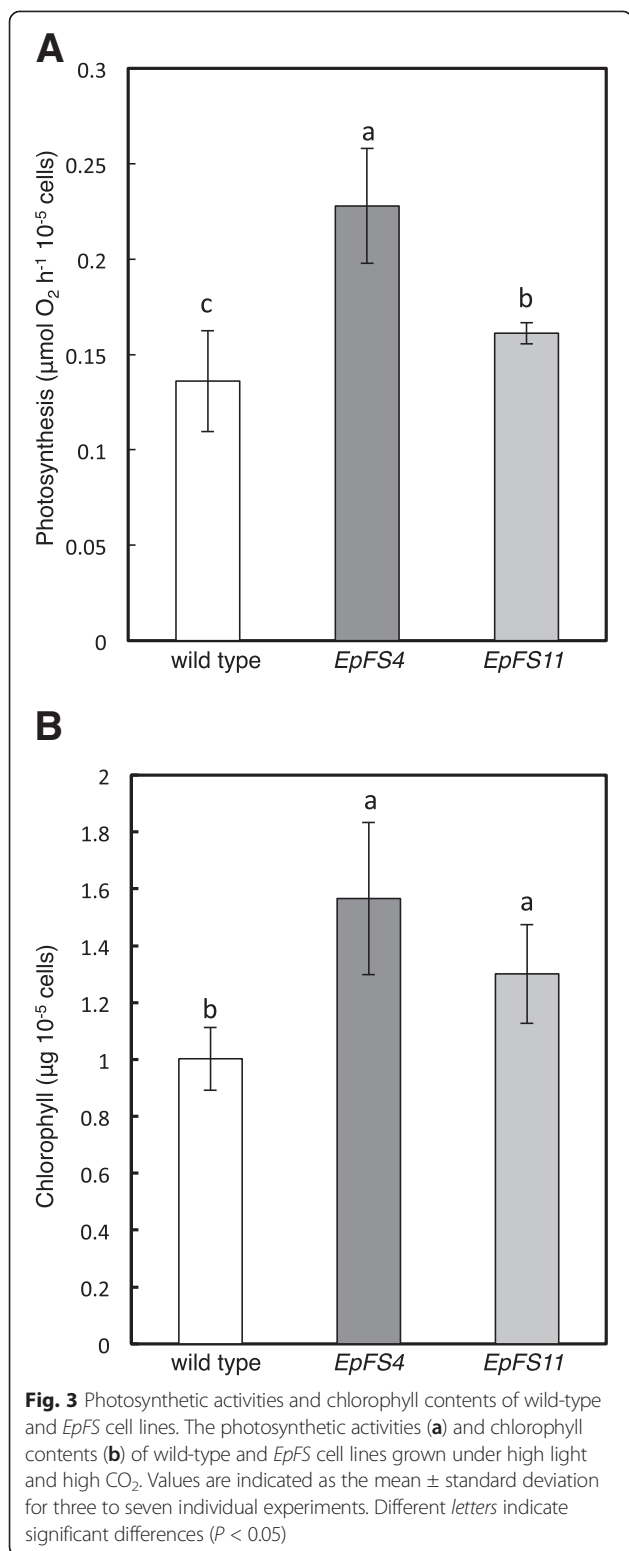 A
0.3
0.25
0.2
0.15
0.1
0.05
0
Photosynthesis (µmol O₂ h⁻¹ 10⁻⁵ cells)
c
a
b
wild type EpFS4 EpFS11
B
2
1.8
1.6
1.4
1.2
1
0.8
0.6
0.4
0.2
0
Chlorophyll (µg 10⁻⁵ cells)
b
a
a
wild type EpFS4 EpFS11
Fig. 3 Photosynthetic activities and chlorophyll contents of wild-type
and EpFS cell lines. The photosynthetic activities (a) and chlorophyll
contents (b) of wild-type and EpFS cell lines grown under high light
and high CO₂. Values are indicated as the mean ± standard deviation
for three to seven individual experiments. Different letters indicate
significant differences (P < 0.05)